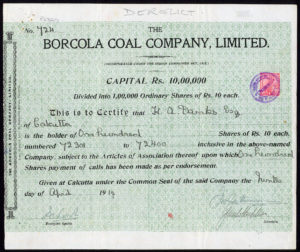 DERELICT
No. 724
THE
BORCOLA COAL COMPANY, LIMITED.
CAPITAL Rs. 10,00,000
Divided into 1,00,000 Ordinary Shares of Rs. 10 each.
This is to Certify that
of Calcutta
is the holder of One hundred Shares of Rs. 10 each
numbered 72301 to 72400 inclusive in the above-named
Company, subject to the Articles of Association thereof upon which One hundred
Shares payment of calls has been made as per endorsement.
Given at Calcutta under the Common Seal of the said Company the
day of April 19